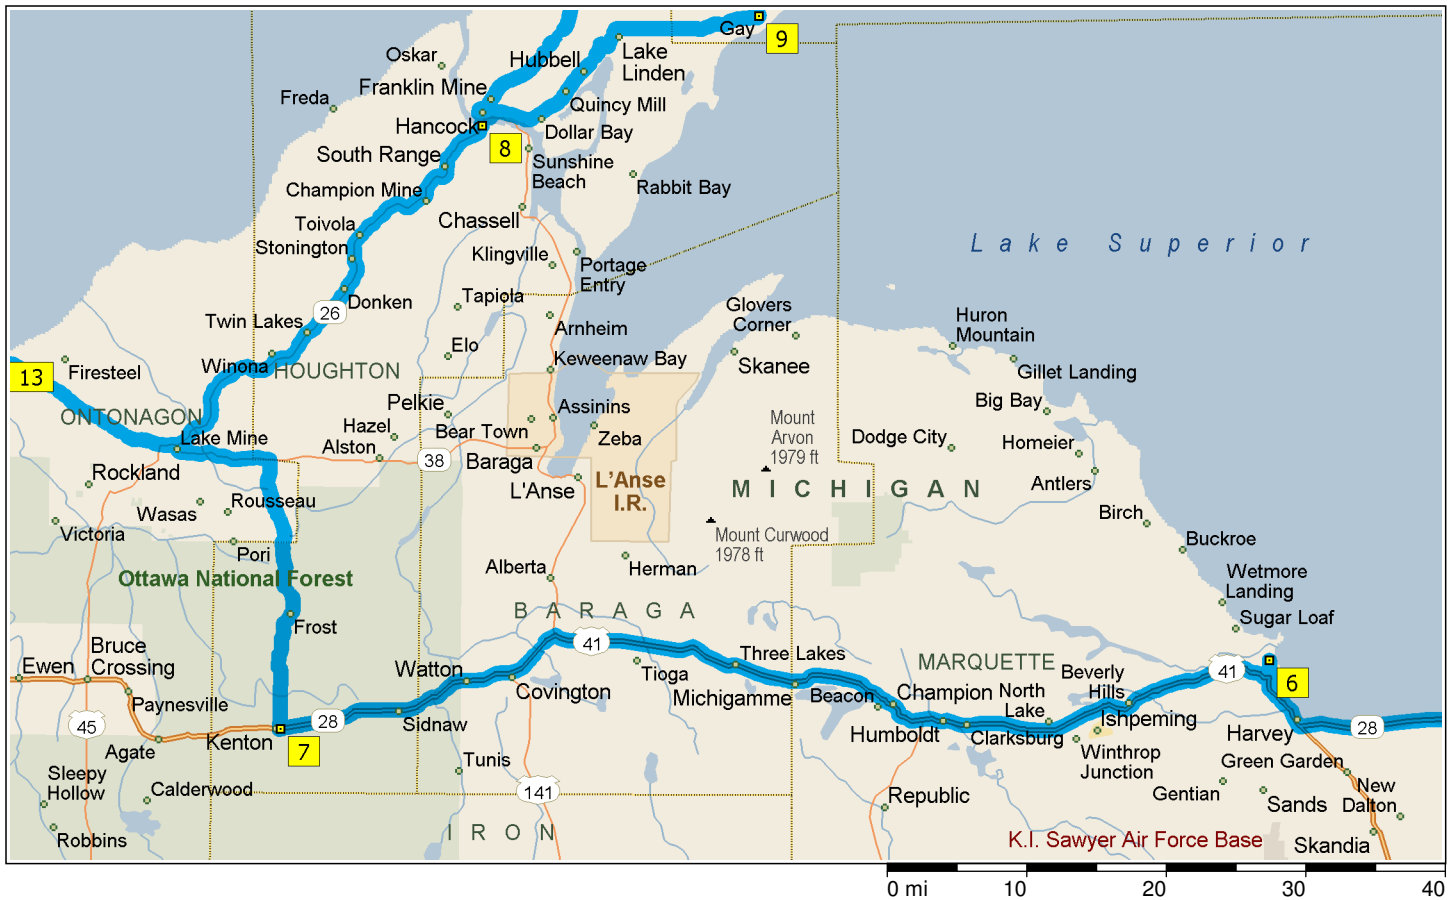 Gay
9
Oskar
Hubbell
Lake
Linden
Franklin Mine
Freda
Quincy Mill
Hancock
Dollar Bay
8
South Range
Sunshine
Beach
Champion Mine
Rabbit Bay
Toivola
Chassell
Stonington
Klingville
Portage
Entry
Lake Superior
Donken
Tapiola
26
Glovers
Corner
Huron
Mountain
Twin Lakes
Arnheim
Elo
Winona
HOUGHTON
Keweenaw Bay
Skanee
Firesteel
13
Gillet Landing
Pelkie
Big Bay
ONTONAGON
Assinins
Mount
Arvon
1979 ft
Hazel
Bear Town
Zeba
Dodge City
Homeier
Lake Mine
Alston
38
Baraga
Rockland
L'Anse
L'Anse
I.R.
MICHIGAN
Antlers
Rousseau
Wasas
Birch
Victoria
Mount Curwood
1978 ft
Pori
Buckroe
Ottawa National Forest
Alberta
Herman
Wetmore
Landing
BARAGA
Sugar Loaf
Frost
41
Bruce
Crossing
Ewen
Watton
Three Lakes
MARQUETTE
Beverly
Hills
41
Tioga
6
Covington
Michigamme
Beacon
Champion
North
Lake
Paynesville
28
Sidnaw
Ishpeming
45
Kenton
7
Humboldt
Clarksburg
Harvey
28
Agate
Winthrop
Junction
Green Garden
Tunis
Sleepy
Hollow
Calderwood
141
Republic
Gentian
Sands
New
Dalton
Robbins
IRON
K.I. Sawyer Air Force Base
Skandia
0 mi 10 20 30 40